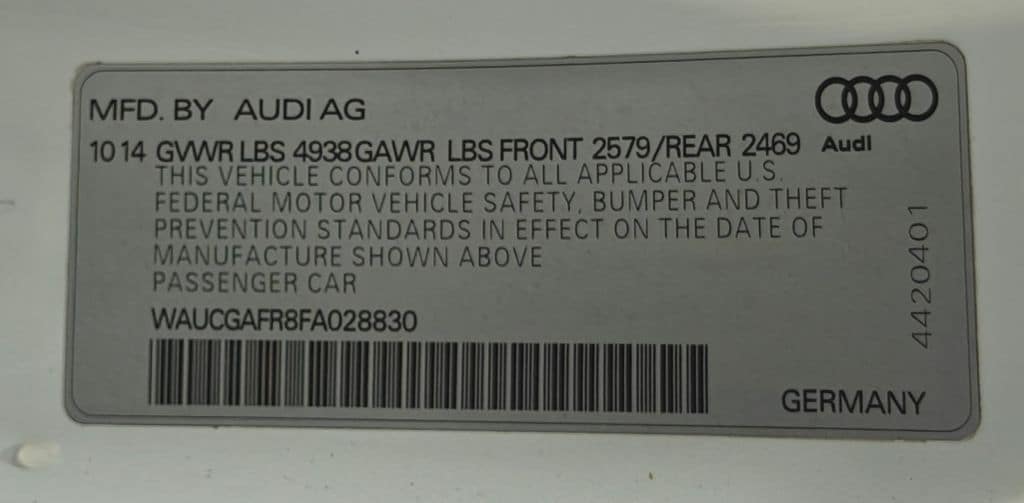 MFD. BY AUDI AG
10 14 GVWR LBS 4938 GAWR LBS FRONT 2579/REAR 2469 Audi
THIS VEHICLE CONFORMS TO ALL APPLICABLE U.S.
FEDERAL MOTOR VEHICLE SAFETY, BUMPER AND THEFT
PREVENTION STANDARDS IN EFFECT ON THE DATE OF
MANUFACTURE SHOWN ABOVE
PASSENGER CAR
WAUCGAFR8FA028830
GERMANY
4420401